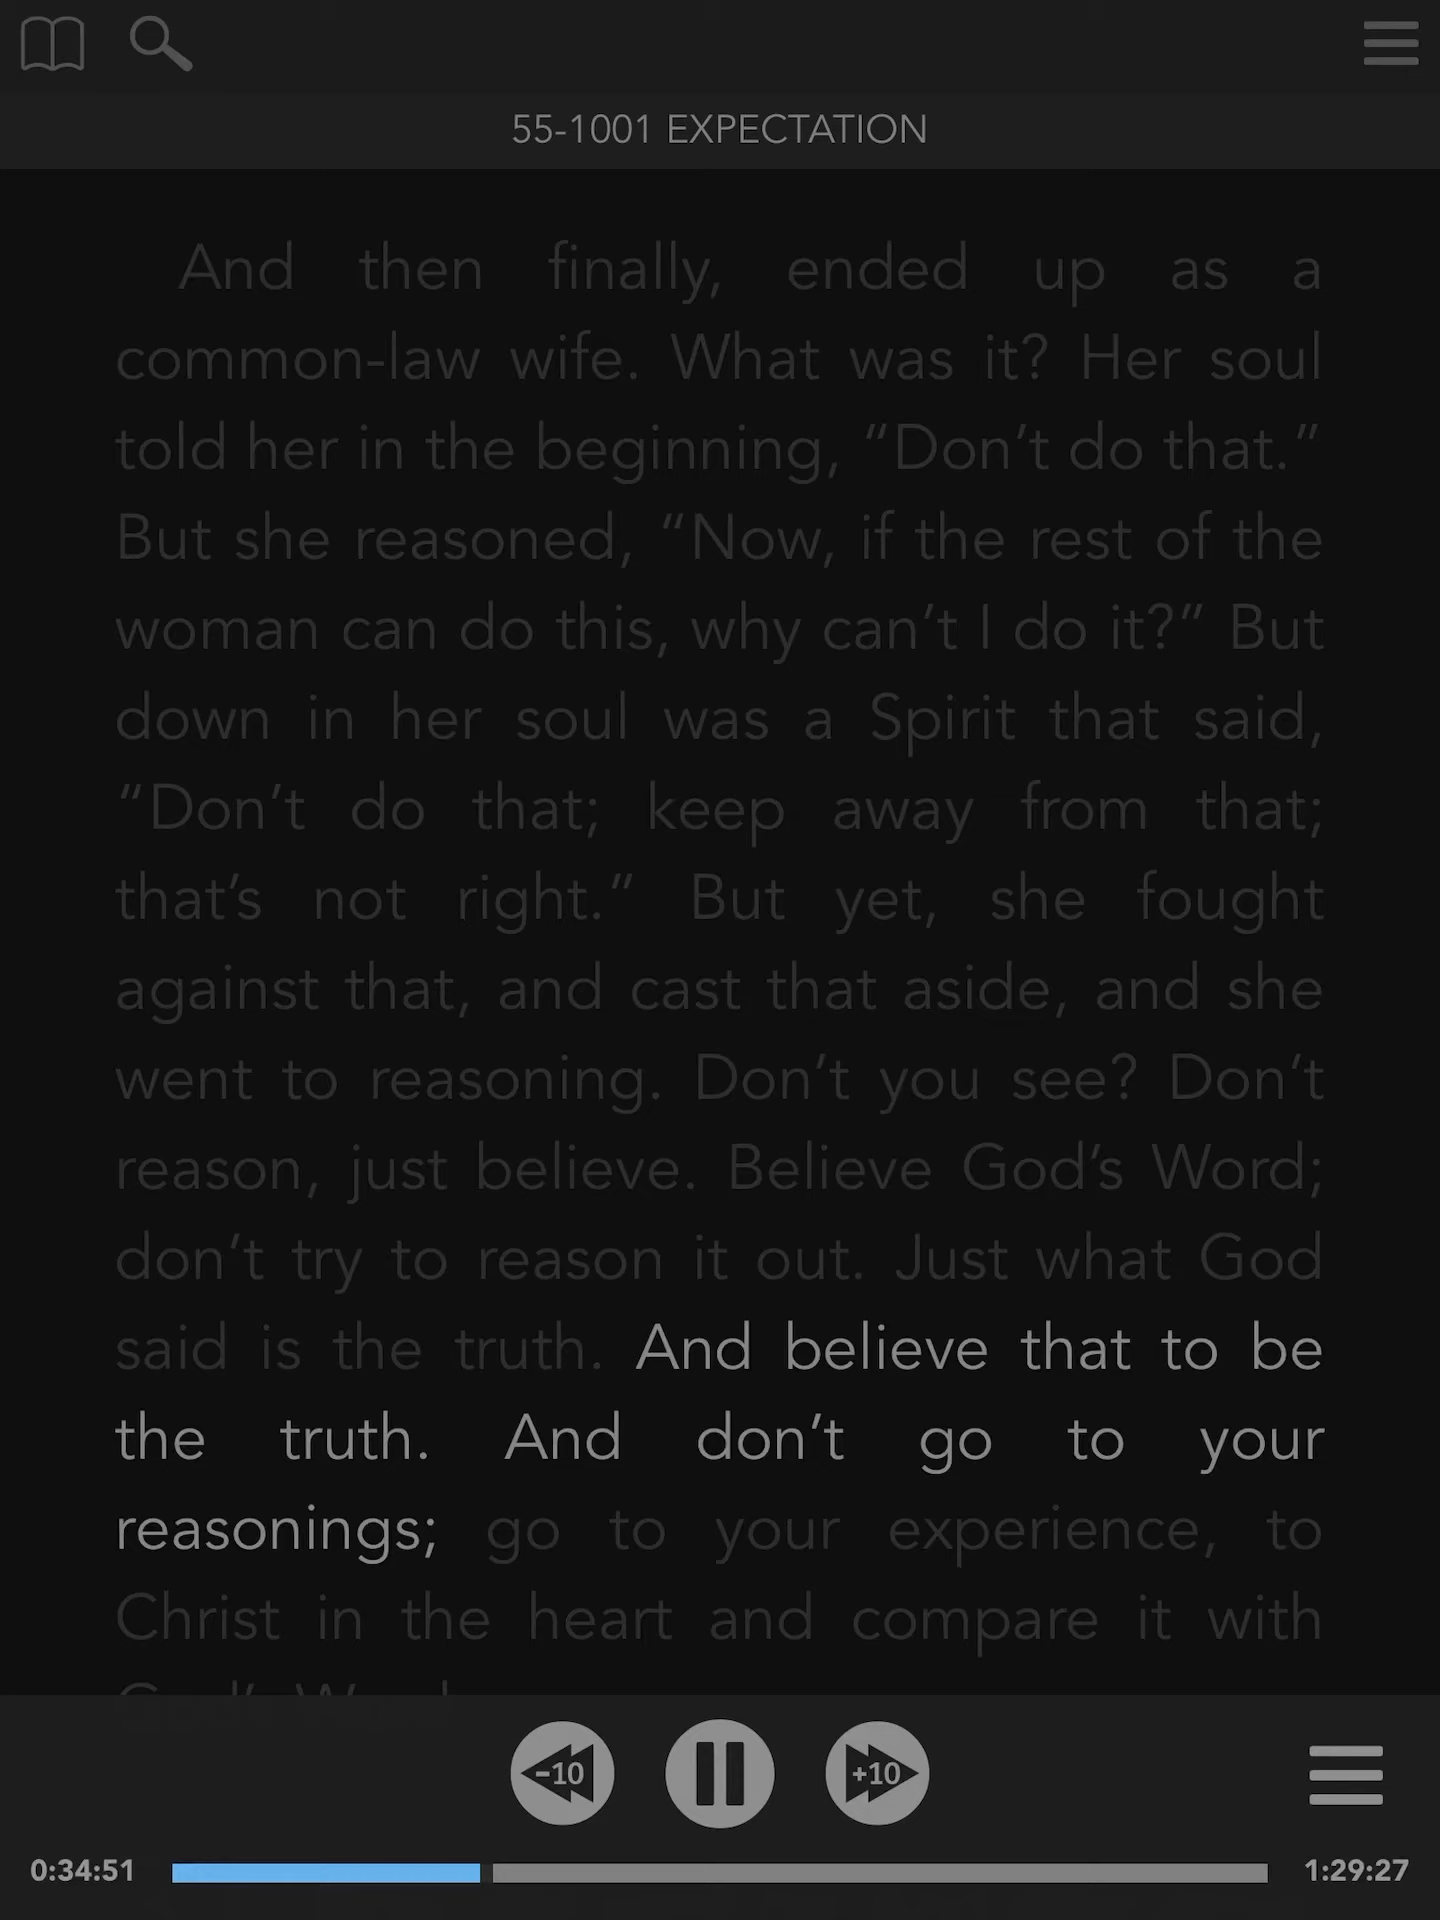 55-1001 EXPECTATION
And then finally, ended up as a
common-law wife. What was it? Her soul
told her in the beginning, “Don’t do that.”
But she reasoned, “Now, if the rest of the
woman can do this, why can’t I do it?” But
down in her soul was a Spirit that said,
“Don’t do that; keep away from that;
that’s not right.” But yet, she fought
against that, and cast that aside, and she
went to reasoning. Don’t you see? Don’t
reason, just believe. Believe God’s Word;
don’t try to reason it out. Just what God
said is the truth. And believe that to be
the truth. And don’t go to your
reasonings; go to your experience, to
Christ in the heart and compare it with
-10 +10
0:34:51 1:29:27